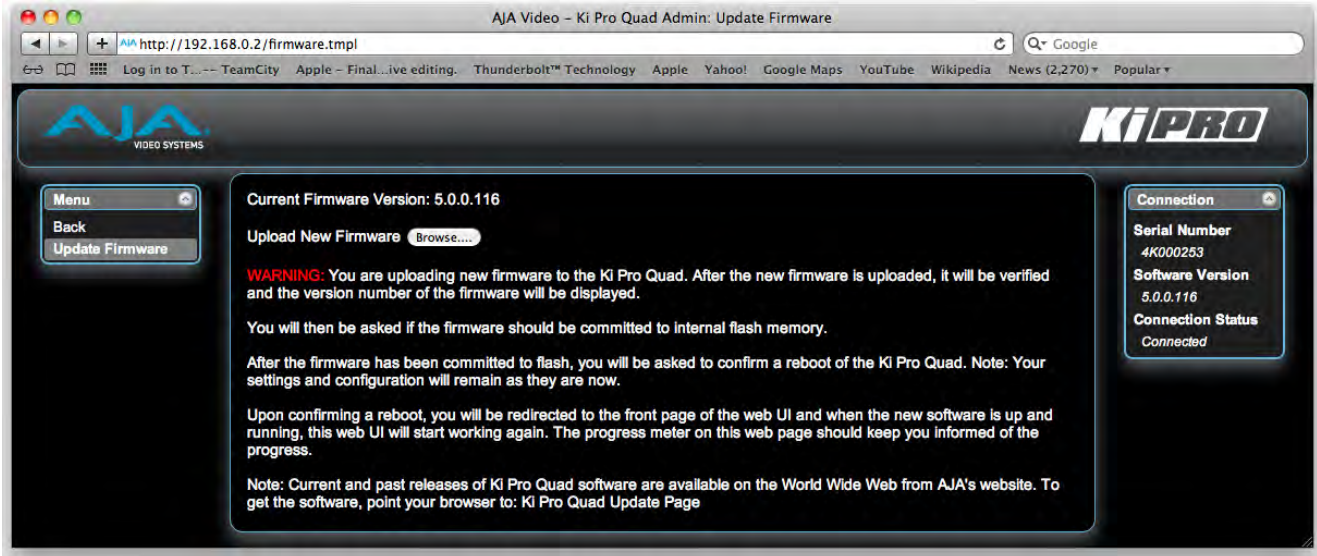 AJA Video – Ki Pro Quad Admin: Update Firmware
AJA http://192.168.0.2/firmware.tmpl
Google
Log in to T...-- TeamCity Apple – Final...ive editing. Thunderbolt™ Technology Apple Yahoo! Google Maps YouTube Wikipedia News (2,270) Popular
AJA
VIDEO SYSTEMS
Ki PRO
Menu
Back
Update Firmware
Current Firmware Version: 5.0.0.116
Upload New Firmware Browse....
WARNING: You are uploading new firmware to the Ki Pro Quad. After the new firmware is uploaded, it will be verified
and the version number of the firmware will be displayed.
You will then be asked if the firmware should be committed to internal flash memory.
After the firmware has been committed to flash, you will be asked to confirm a reboot of the Ki Pro Quad. Note: Your
settings and configuration will remain as they are now.
Upon confirming a reboot, you will be redirected to the front page of the web UI and when the new software is up and
running, this web UI will start working again. The progress meter on this web page should keep you informed of the
progress.
Note: Current and past releases of Ki Pro Quad software are available on the World Wide Web from AJA's website. To
get the software, point your browser to: Ki Pro Quad Update Page
Connection
Serial Number
4K000253
Software Version
5.0.0.116
Connection Status
Connected